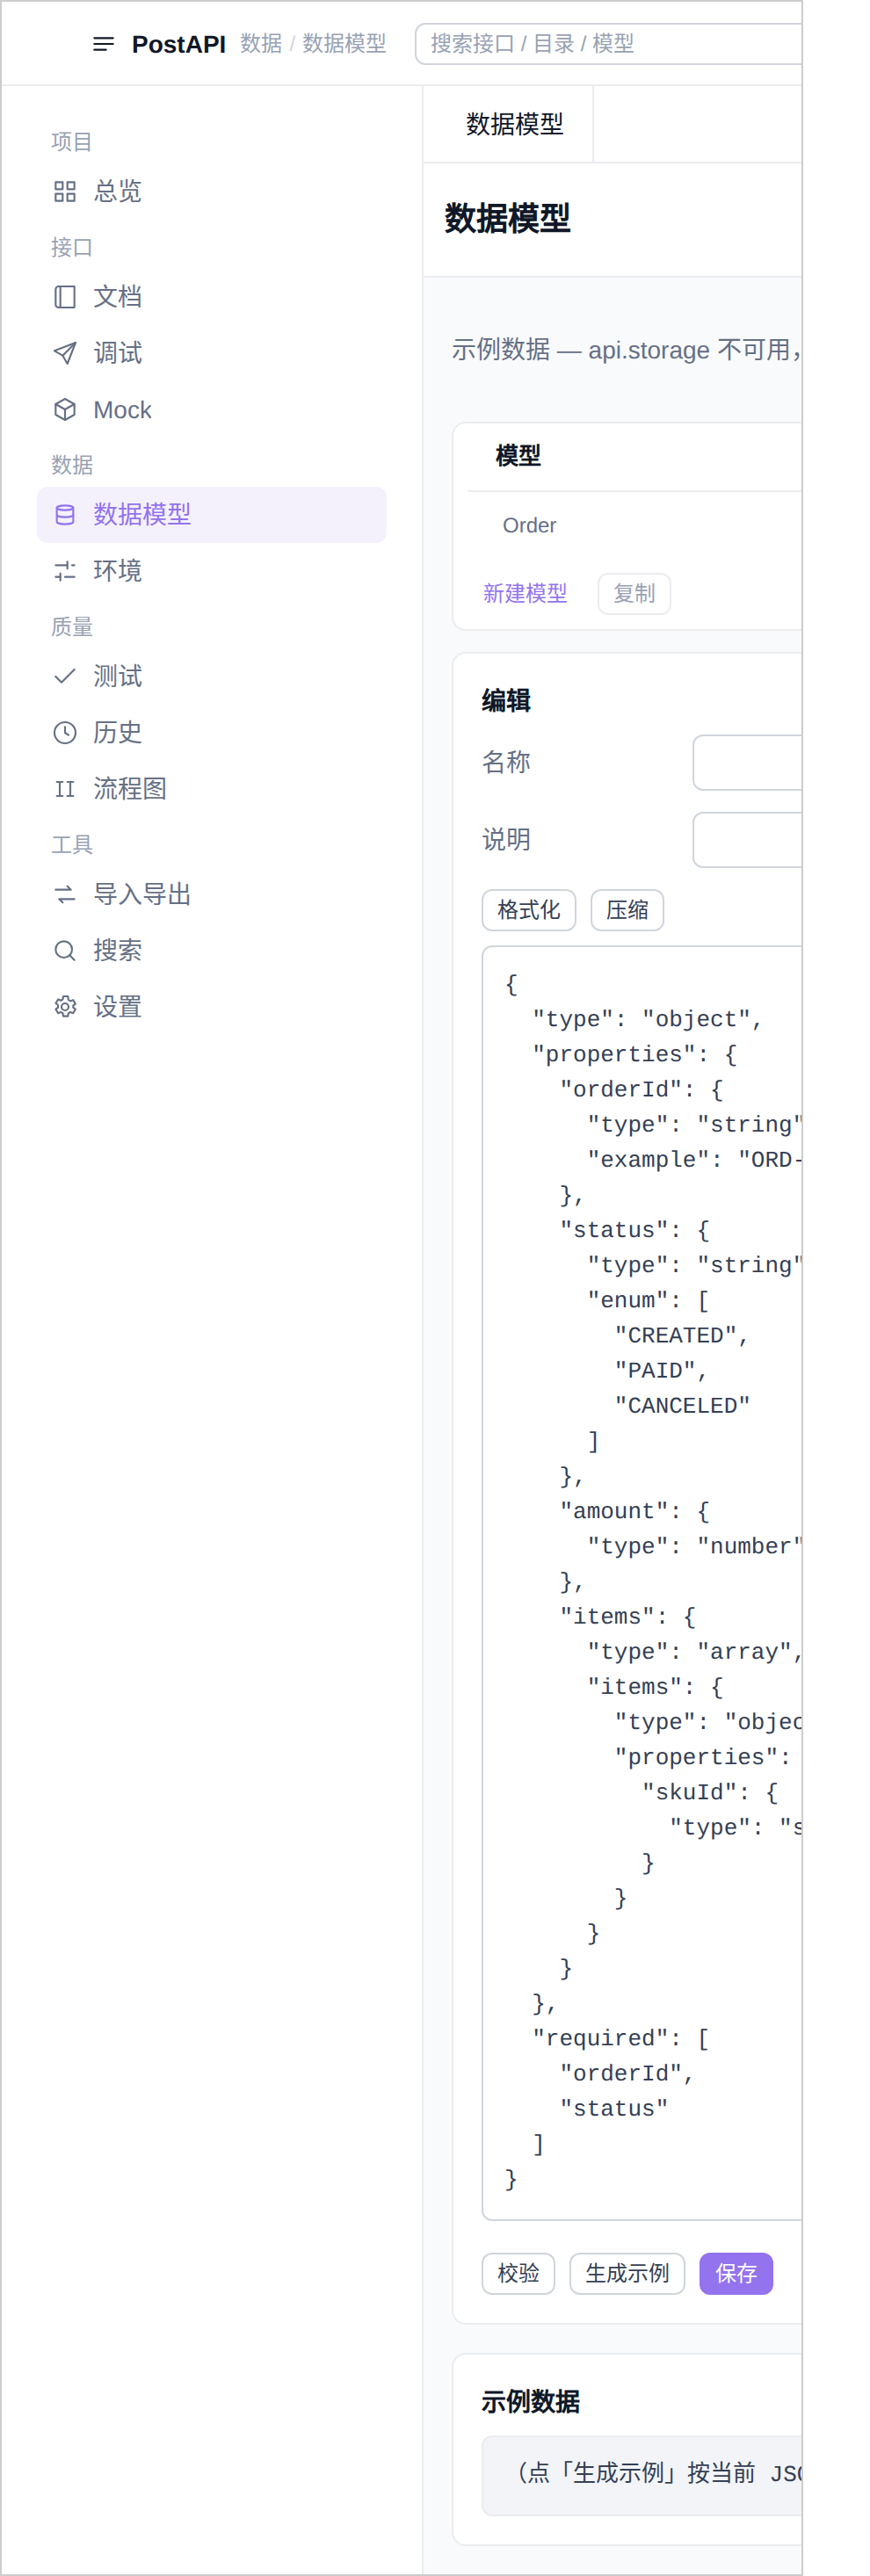 PostAPI 数据 / 数据模型 搜索接口 / 目录 / 模型
项目
总览
接口
文档
调试
Mock
数据
数据模型
环境
质量
测试
历史
流程图
工具
导入导出
搜索
设置
数据模型
数据模型
示例数据 — api.storage 不可用，
模型
Order
新建模型 复制
编辑
名称
说明
格式化 压缩
{
  "type": "object",
  "properties": {
    "orderId": {
      "type": "string"
      "example": "ORD-
    },
    "status": {
      "type": "string"
      "enum": [
        "CREATED",
        "PAID",
        "CANCELED"
      ]
    },
    "amount": {
      "type": "number"
    },
    "items": {
      "type": "array",
      "items": {
        "type": "objec
        "properties":
          "skuId": {
            "type": "s
          }
        }
      }
    }
  },
  "required": [
    "orderId",
    "status"
  ]
}
校验 生成示例 保存
示例数据
（点「生成示例」按当前 JSO